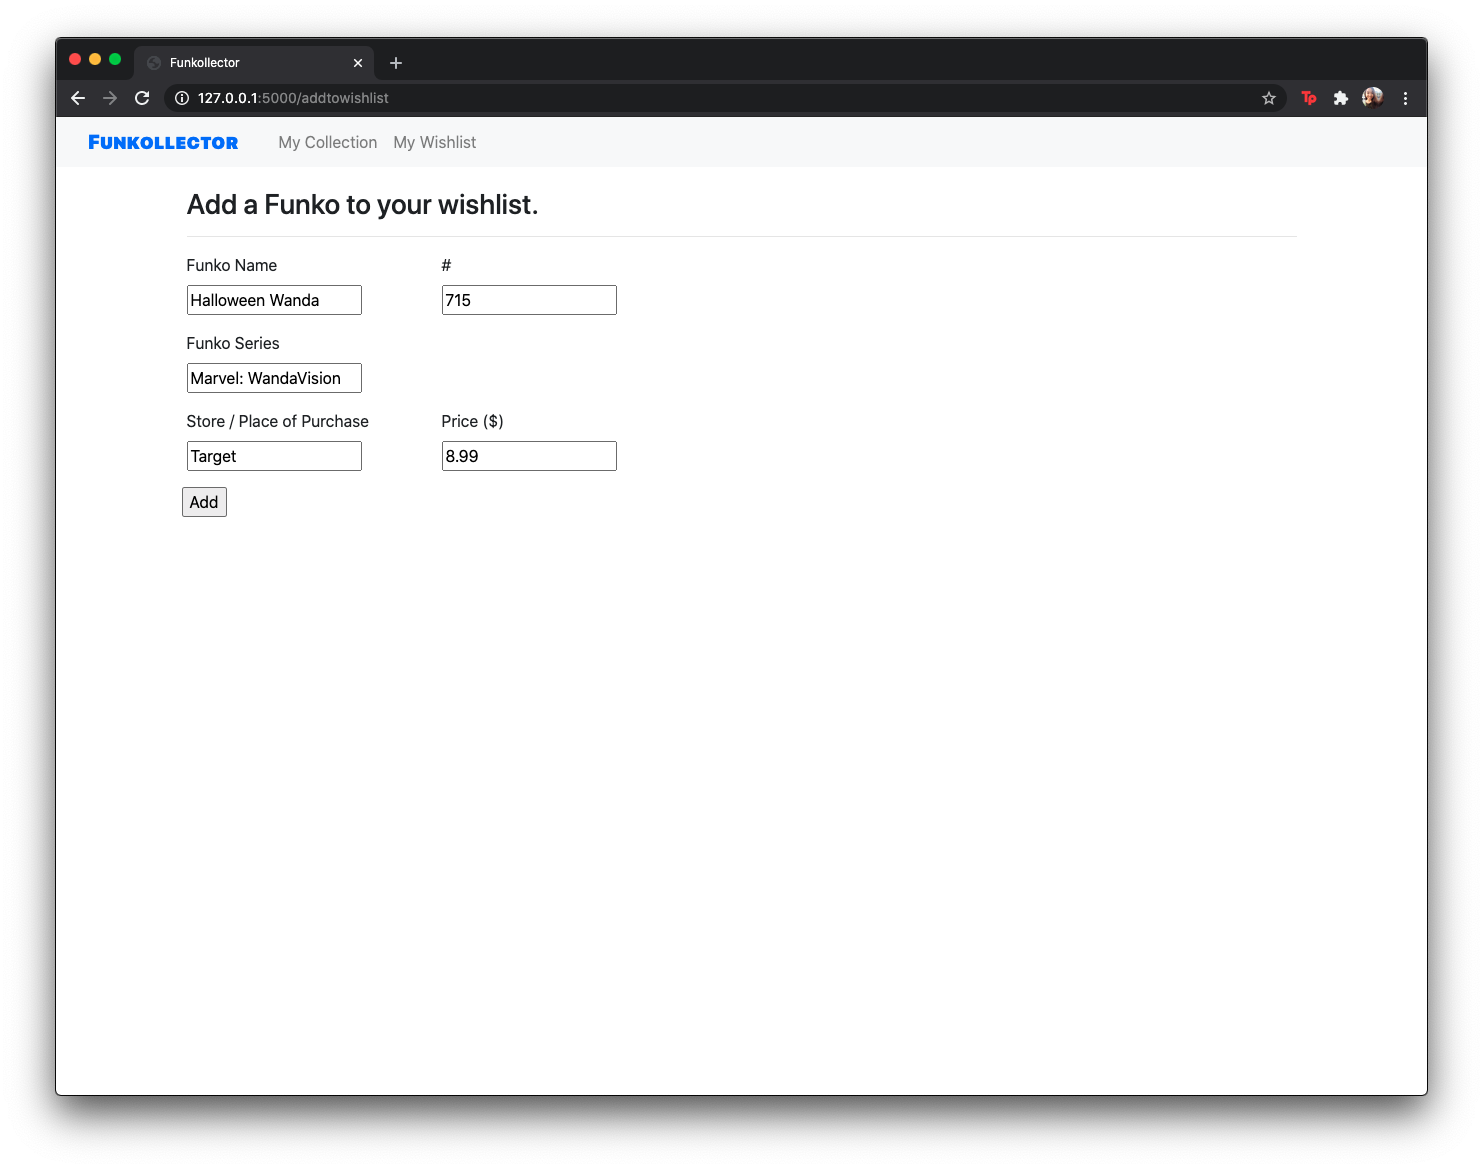 Funkollector
127.0.0.1:5000/addtowishlist
Tp
Funkollector My Collection My Wishlist
Add a Funko to your wishlist.
Funko Name #
Halloween Wanda 715
Funko Series
Marvel: WandaVision
Store / Place of Purchase Price ($)
Target 8.99
Add